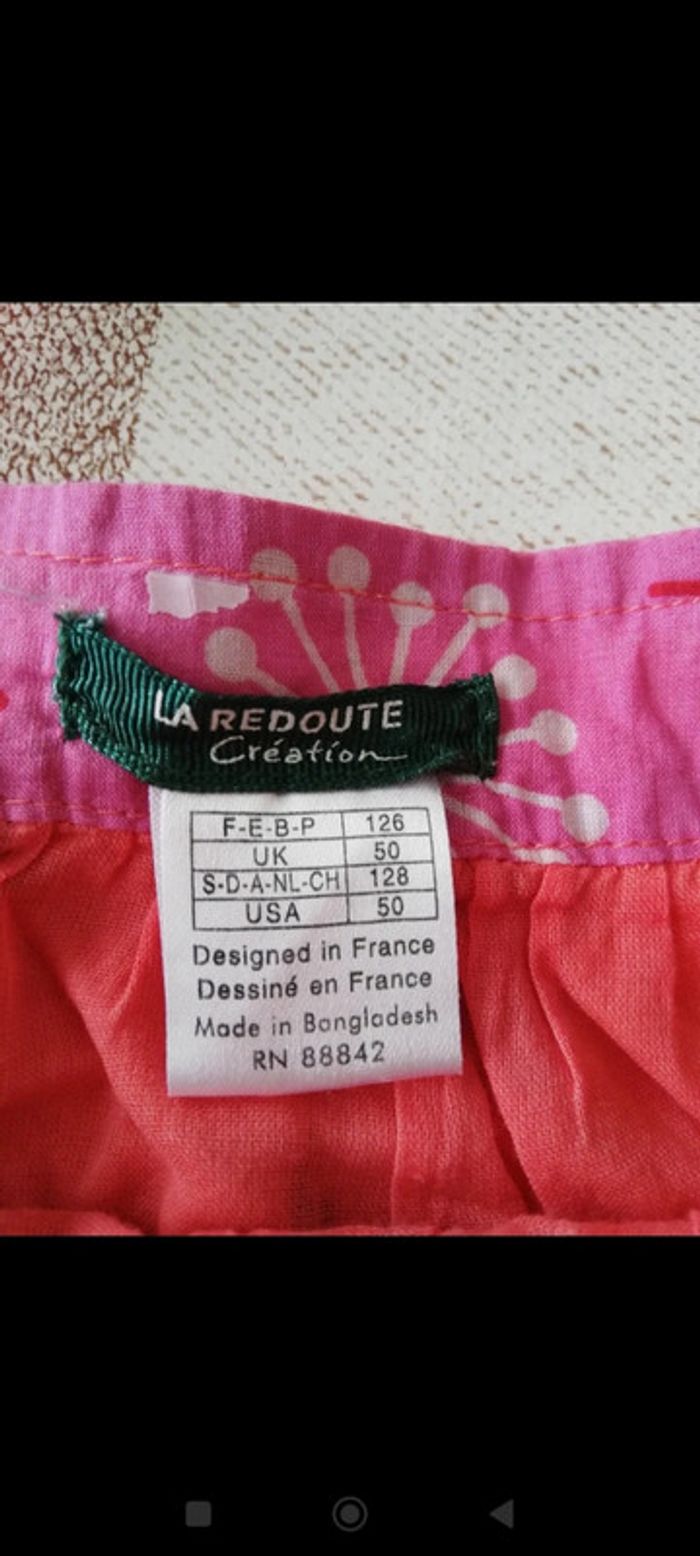 LA REDOUTE
Création
F-E-B-P 126
UK 50
S-D-A-NL-CH 128
USA 50
Designed in France
Dessiné en France
Made in Bangladesh
RN 88842